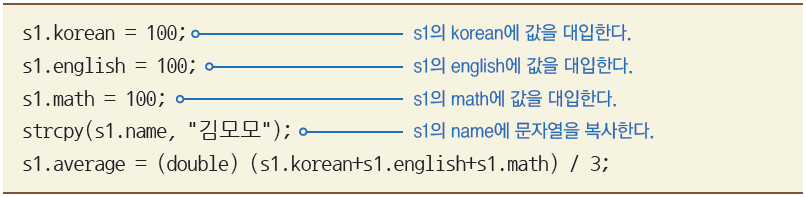 s1.korean = 100; s1의 korean에 값을 대입한다.
s1.english = 100; s1의 english에 값을 대입한다.
s1.math = 100; s1의 math에 값을 대입한다.
strcpy(s1.name, "김모모"); s1의 name에 문자열을 복사한다.
s1.average = (double) (s1.korean+s1.english+s1.math) / 3;